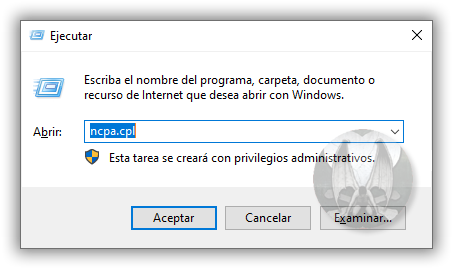 Ejecutar
Escriba el nombre del programa, carpeta, documento o
recurso de Internet que desea abrir con Windows.
Abrir: ncpa.cpl
Esta tarea se creará con privilegios administrativos.
Aceptar Cancelar Examinar...